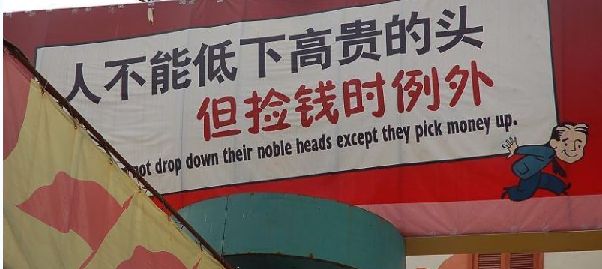 人不能低下高贵的头
但捡钱时例外
not drop down their noble heads except they pick money up.